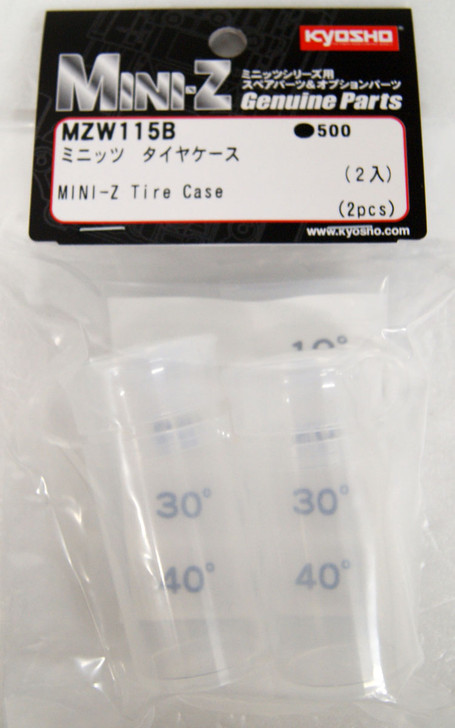 KYOSHO
MINI-Z
ミニッツシリーズ用
スペアパーツ&オプションパーツ
Genuine Parts
MZW115B ●500
ミニッツ タイヤケース
(2入)
MINI-Z Tire Case
(2pcs)
www.kyosho.com
10°
30° 30°
40° 40°